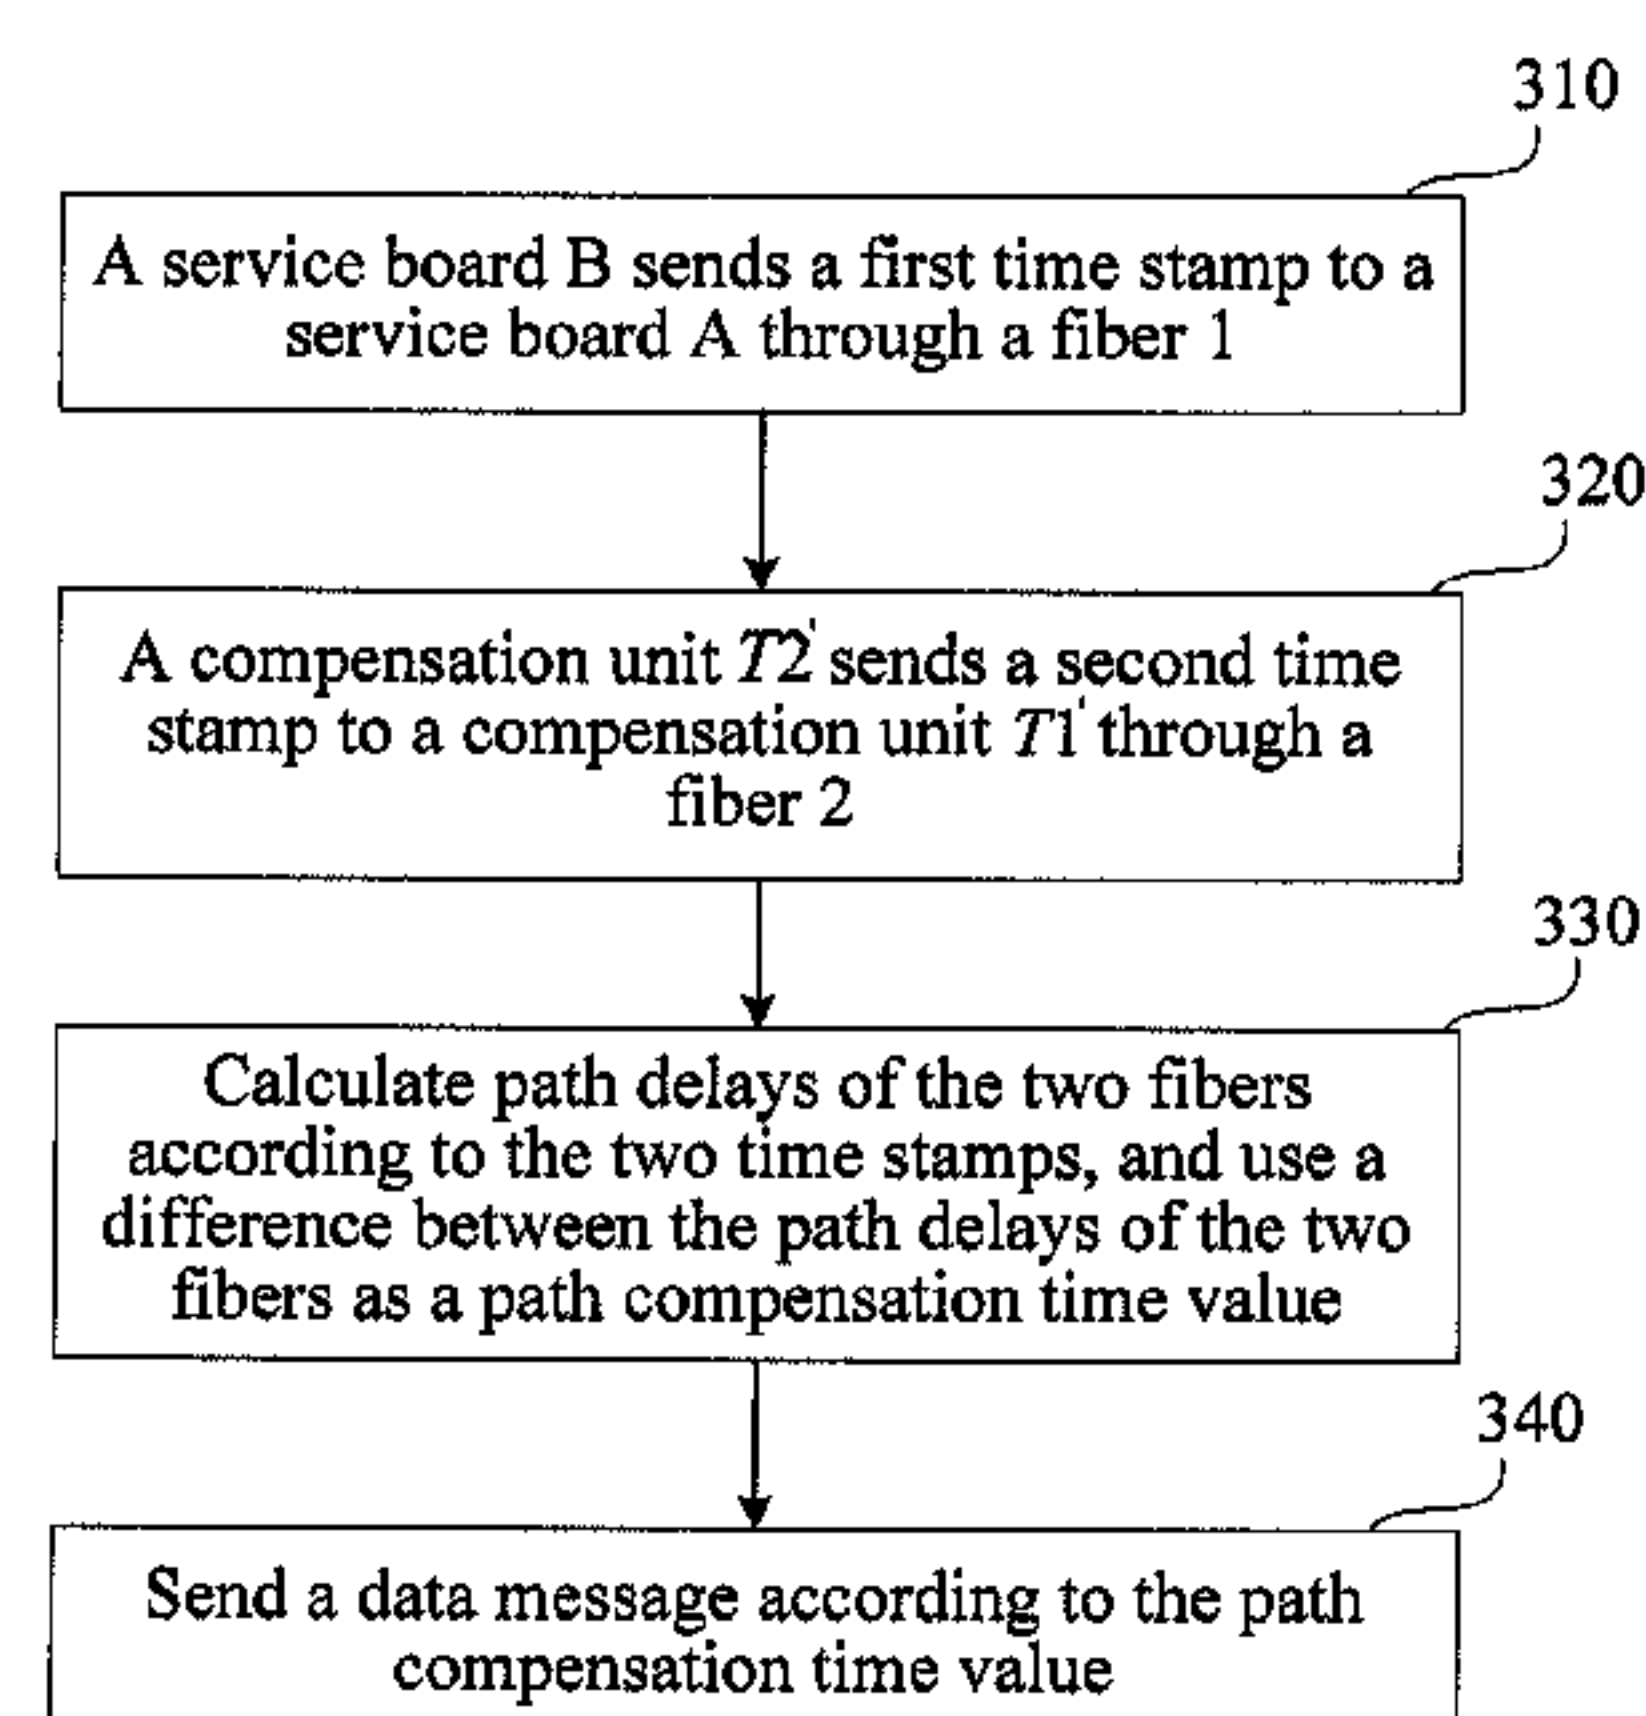 310
A service board B sends a first time stamp to a
service board A through a fiber 1
320
A compensation unit T2' sends a second time
stamp to a compensation unit T1' through a
fiber 2
330
Calculate path delays of the two fibers
according to the two time stamps, and use a
difference between the path delays of the two
fibers as a path compensation time value
340
Send a data message according to the path
compensation time value